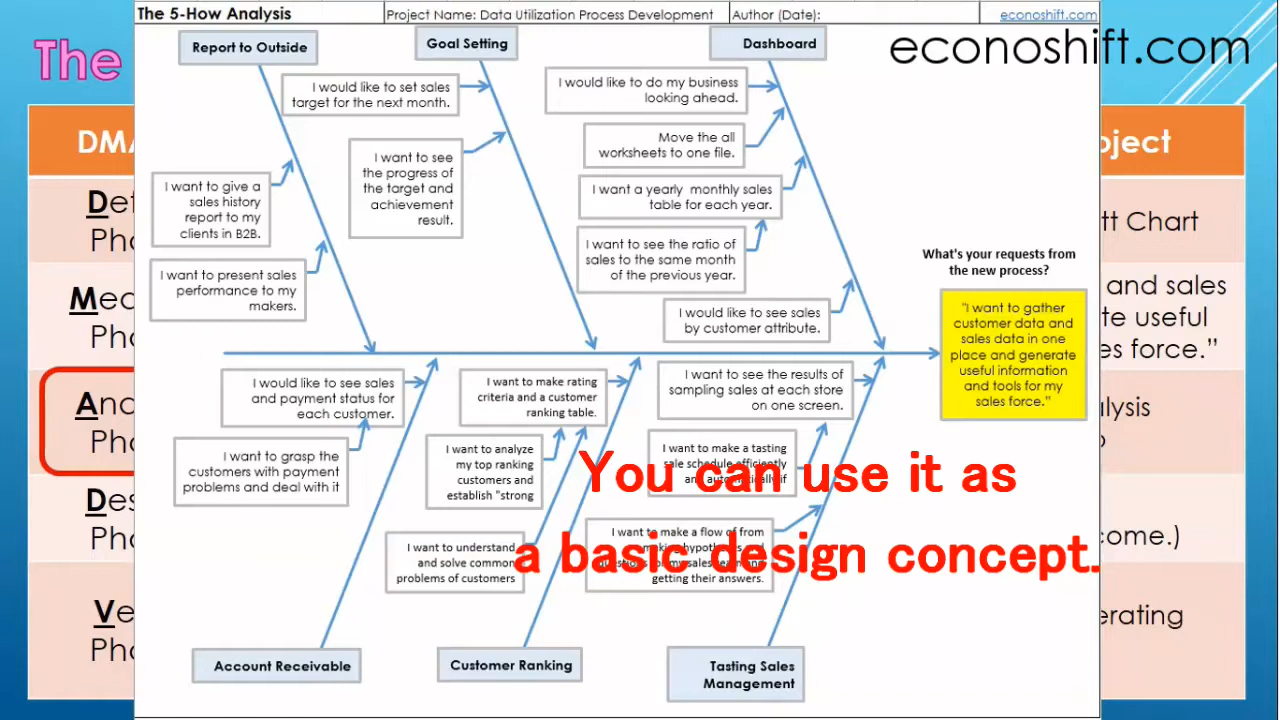 The 5-How Analysis
Project Name: Data Utilization Process Development
Author (Date):
econoshift.com
econoshift.com
The
Report to Outside
Goal Setting
Dashboard
I would like to set sales
target for the next month.
I would like to do my business
looking ahead.
Move the all
worksheets to one file.
I want to see
the progress of
the target and
achievement
result.
I want to give a
sales history
report to my
clients in B2B.
I want a yearly monthly sales
table for each year.
I want to see the ratio of
sales to the same month
of the previous year.
I want to present sales
performance to my
makers.
I would like to see sales
by customer attribute.
What's your requests from
the new process?
"I want to gather
customer data and
sales data in one
place and generate
useful information
and tools for my
sales force."
I would like to see sales
and payment status for
each customer.
I want to grasp the
customers with payment
problems and deal with it
I want to make rating
criteria and a customer
ranking table.
I want to analyze
my top ranking
customers and
establish "strong
I want to understand
and solve common
problems of customers
I want to see the results of
sampling sales at each store
on one screen.
I want to make a tasting
sale schedule efficiently
and automatically if
I want to make a flow of from
getting their answers.
You can use it as
a basic design concept.
Account Receivable
Customer Ranking
Tasting Sales
Management
DMA
D
Pho
M
Pho
A
Pho
D
Pho
V
Pho
tt Chart
and sales
te useful
es force.”
come.)
erating